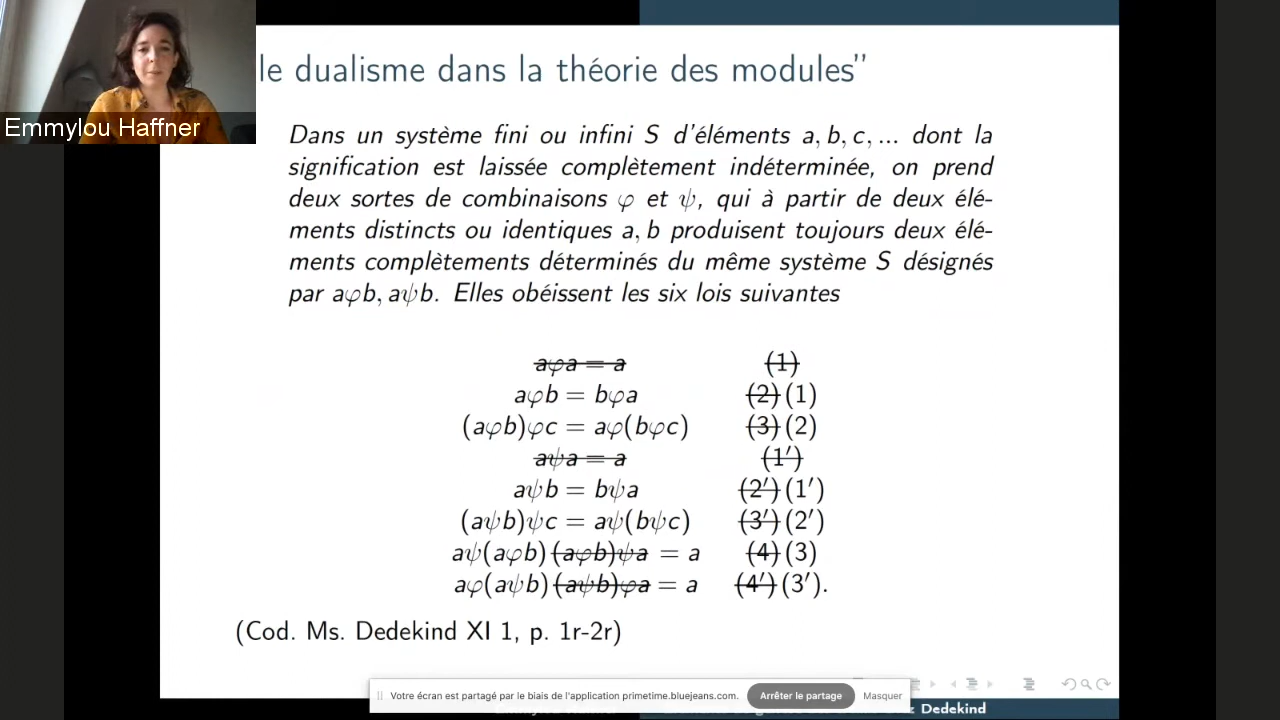 le dualisme dans la théorie des modules”
Emmylou Haffner
Dans un système fini ou infini S d'éléments a, b, c, ... dont la
signification est laissée complètement indéterminée, on prend
deux sortes de combinaisons φ et ψ, qui à partir de deux élé-
ments distincts ou identiques a, b produisent toujours deux élé-
ments complètements déterminés du même système S désignés
par aφb, aψb. Elles obéissent les six lois suivantes
aφa = a (1)
aφb = bφa (2) (1)
(aφb)φc = aφ(bφc) (3) (2)
aψa = a (1′)
aψb = bψa (2′) (1′)
(aψb)ψc = aψ(bψc) (3′) (2′)
aψ(aφb) (aφb)ψa = a (4) (3)
aφ(aψb) (aψb)φa = a (4′) (3′).
(Cod. Ms. Dedekind XI 1, p. 1r-2r)
Votre écran est partagé par le biais de l'application primetime.bluejeans.com. Arrêter le partage Masquer
Dedekind